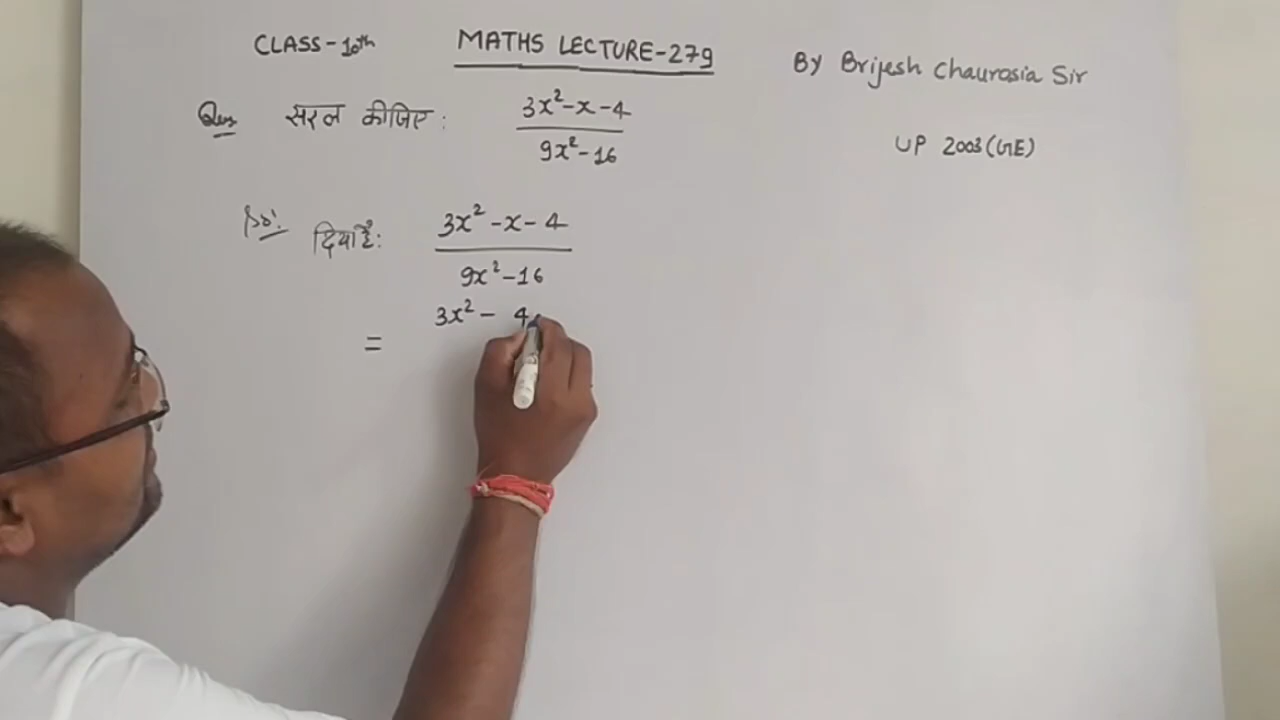 CLASS-10th MATHS LECTURE-279 By Brijesh Chaurasia Sir
Ques सरल कीजिए: 3x²-x-4
9x²-16
UP 2003(GE)
Sol: दिया है: 3x²-x-4
9x²-16
= 3x²- 4